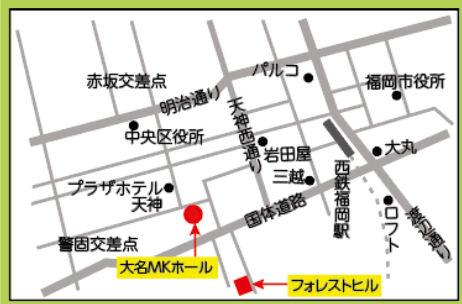 パルコ
福岡市役所
赤坂交差点
明治通り
中央区役所
天神西通り
岩田屋
大丸
三越
西鉄福岡駅
プラザホテル
天神
国体道路
ロフト
渡辺通り
警固交差点
大名MKホール
フォレストヒル